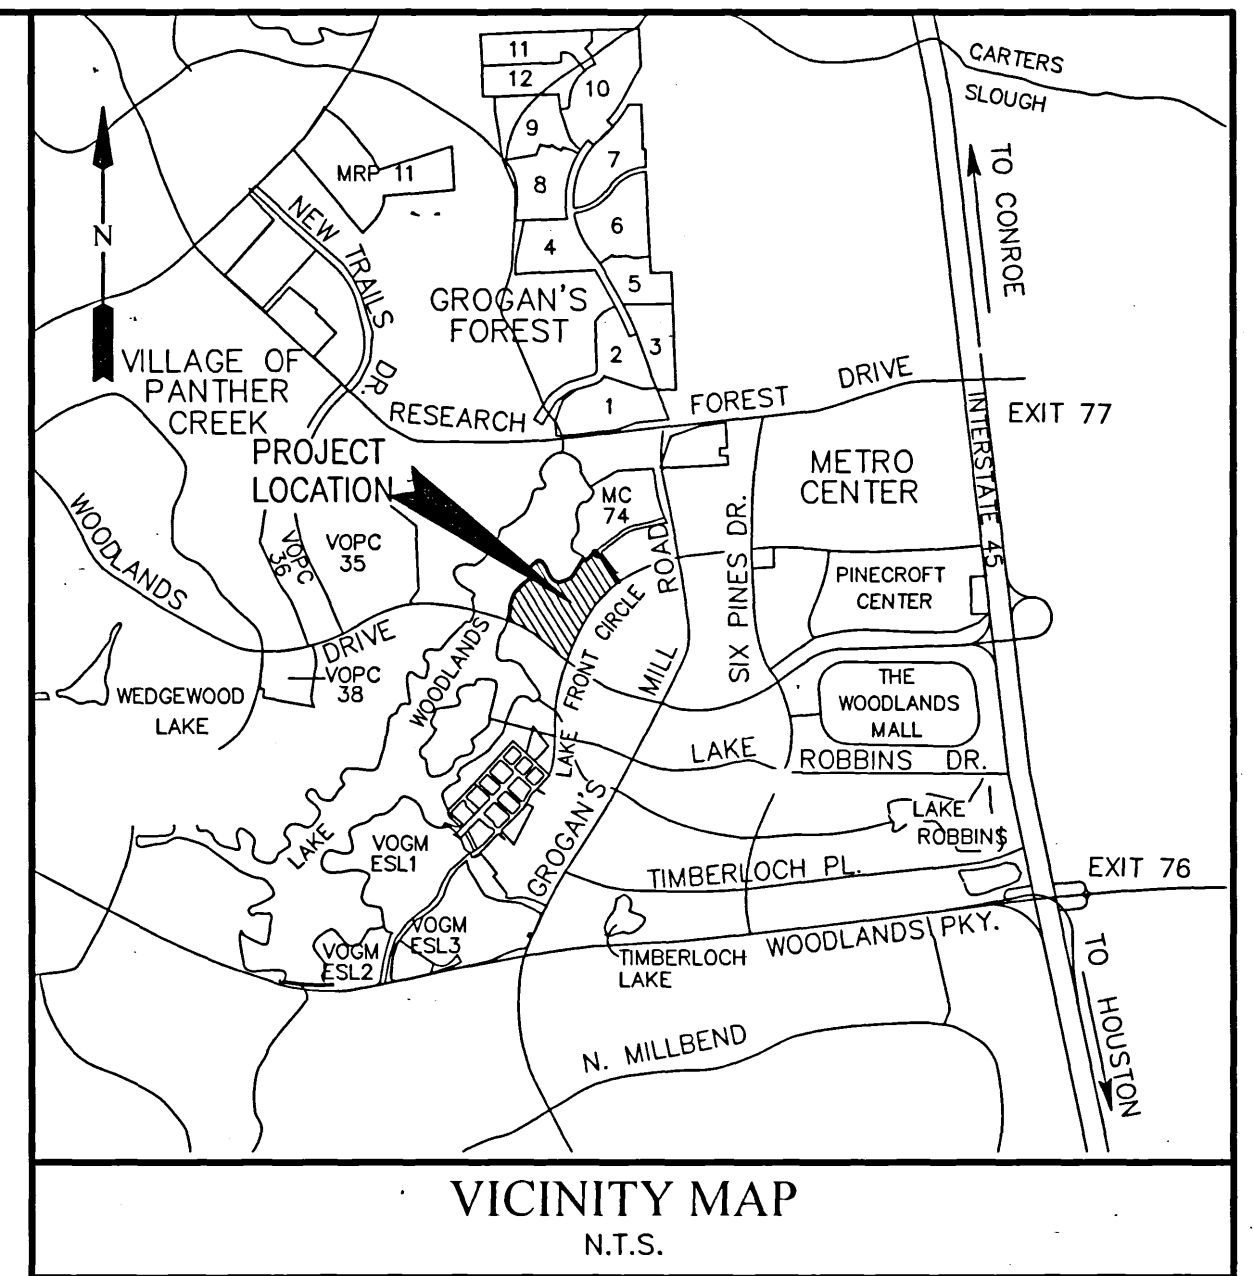 CARTERS
SLOUGH
11
12
10
9
7
8
6
4
5
3
2
1
MRP 11
N
NEW TRAILS DR.
TO CONROE
GROGAN'S
FOREST
VILLAGE OF
PANTHER
CREEK
RESEARCH FOREST DRIVE
INTERSTATE 45
EXIT 77
PROJECT
LOCATION
METRO
CENTER
MC
74
WOODLANDS DRIVE
VOPC
36
VOPC
35
PINECROFT
CENTER
SIX PINES DR.
GROGAN'S MILL ROAD
LAKE FRONT CIRCLE
LAKE WOODLANDS
VOPC
38
WEDGEWOOD
LAKE
THE
WOODLANDS
MALL
LAKE ROBBINS DR.
LAKE
ROBBINS
VOGM
ESL1
TIMBERLOCH PL.
EXIT 76
VOGM
ESL3
VOGM
ESL2
WOODLANDS PKY.
TIMBERLOCH
LAKE
TO HOUSTON
N. MILLBEND
VICINITY MAP
N.T.S.